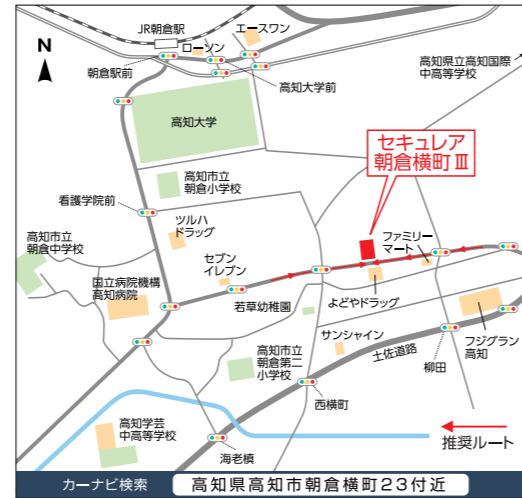 JR朝倉駅
エースワン
ローソン
N
朝倉駅前
高知大学前
高知県立高知国際
中高等学校
高知大学
セキュレア
朝倉横町Ⅲ
高知市立
朝倉小学校
看護学院前
ツルハ
ドラッグ
ファミリー
マート
高知市立
朝倉中学校
セブン
イレブン
国立病院機構
高知病院
若草幼稚園
よどやドラッグ
サンシャイン
フジグラン
高知
土佐道路
柳田
高知市立
朝倉第二
小学校
西横町
高知学芸
中高等学校
海老槙
推奨ルート
カーナビ検索
高知県高知市朝倉横町23付近